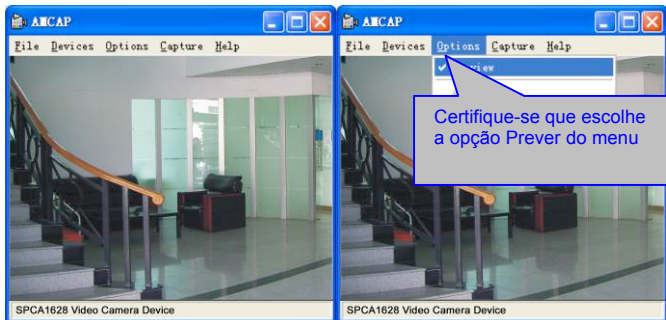 AMCAP
File Devices Options Capture Help
SPCA1628 Video Camera Device
AMCAP
File Devices Options Capture Help
Certifique-se que escolhe
a opção Prever do menu
SPCA1628 Video Camera Device